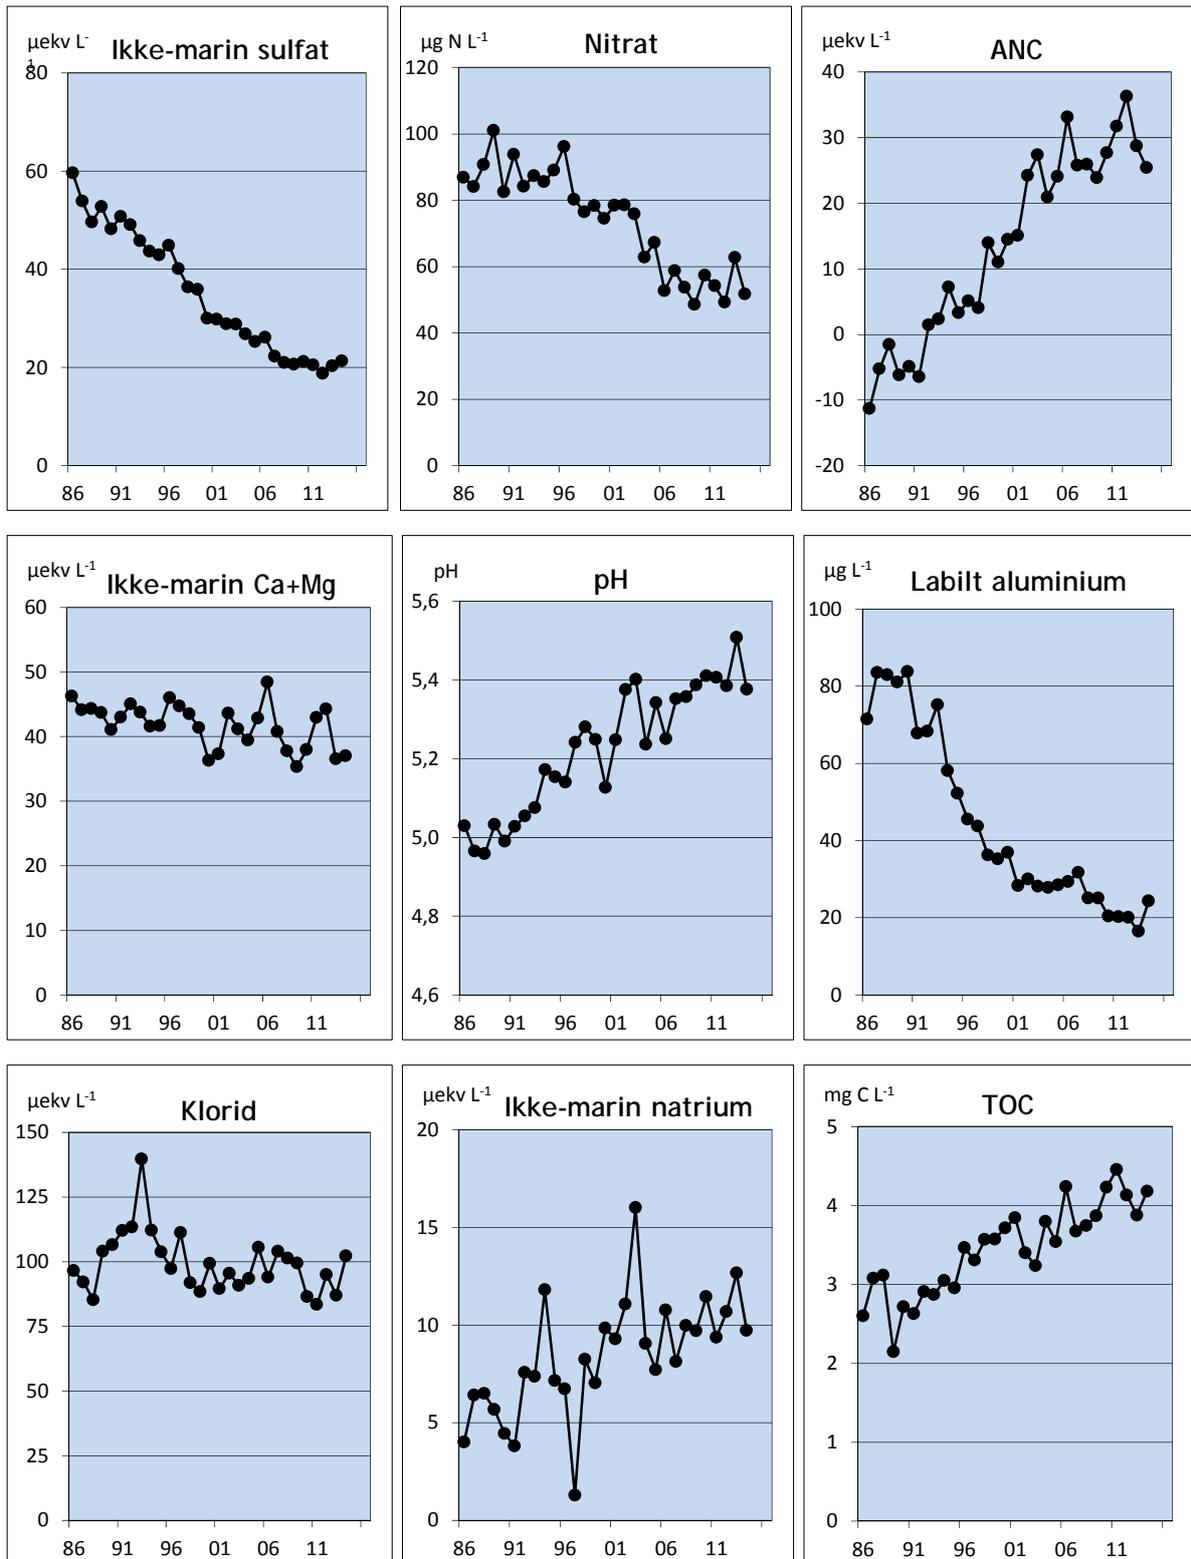 µekv L-1
Ikke-marin sulfat
80
60
40
20
0
86 91 96 01 06 11
µg N L-1
Nitrat
120
100
80
60
40
20
0
86 91 96 01 06 11
µekv L-1
ANC
40
30
20
10
0
-10
-20
86 91 96 01 06 11
µekv L-1
Ikke-marin Ca+Mg
60
50
40
30
20
10
0
86 91 96 01 06 11
pH
pH
5,6
5,4
5,2
5,0
4,8
4,6
86 91 96 01 06 11
µg L-1
Labilt aluminium
100
80
60
40
20
0
86 91 96 01 06 11
µekv L-1
Klorid
150
125
100
75
50
25
0
86 91 96 01 06 11
µekv L-1
Ikke-marin natrium
20
15
10
5
0
86 91 96 01 06 11
mg C L-1
TOC
5
4
3
2
1
0
86 91 96 01 06 11